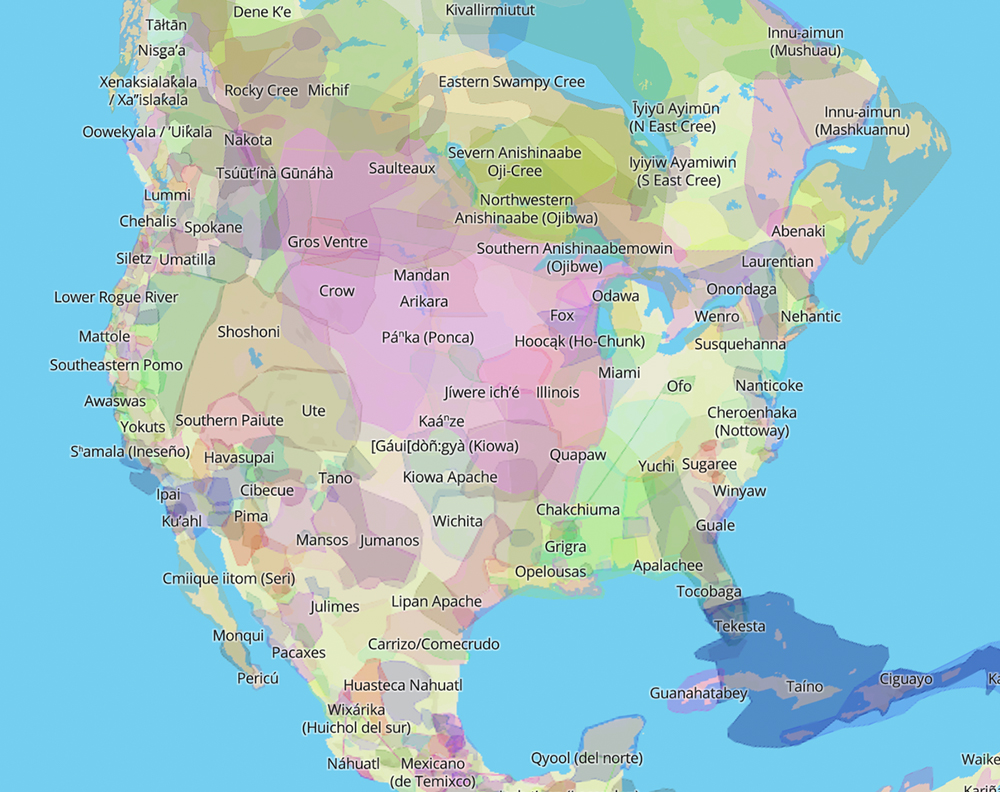 Dene K'e
Kivallirmiutut
Tāłtān
Innu-aimun
(Mushuau)
Nisga'a
Xenaksialak̓ala
/ Xa"islak̓ala
Rocky Cree
Michif
Eastern Swampy Cree
Īyiyū Ayimūn
(N East Cree)
Innu-aimun
(Mashkuannu)
Oowekyala / 'Uik̓ala
Nakota
Severn Anishinaabe
Oji-Cree
Iyiyiw Ayamiwin
(S East Cree)
Tsúūt'ínà Gūnáhà
Saulteaux
Lummi
Northwestern
Anishinaabe (Ojibwa)
Chehalis
Spokane
Abenaki
Gros Ventre
Southern Anishinaabemowin
(Ojibwe)
Siletz
Umatilla
Laurentian
Mandan
Crow
Arikara
Odawa
Onondaga
Lower Rogue River
Fox
Wenro
Nehantic
Shoshoni
Mattole
Páⁿka (Ponca)
Hoocąk (Ho-Chunk)
Susquehanna
Southeastern Pomo
Miami
Ofo
Nanticoke
Jíwere ich'é
Illinois
Awaswas
Ute
Cheroenhaka
(Nottoway)
Yokuts
Southern Paiute
Kaáⁿze
[Gáui[dòñ:gyà (Kiowa)
Sʰamala (Ineseño)
Havasupai
Quapaw
Yuchi
Sugaree
Tano
Kiowa Apache
Ipai
Cibecue
Winyaw
Ku'ahl
Pima
Wichita
Chakchiuma
Guale
Mansos
Jumanos
Grigra
Cmiique iitom (Seri)
Opelousas
Apalachee
Tocobaga
Julimes
Lipan Apache
Tekesta
Monqui
Carrizo/Comecrudo
Pacaxes
Pericú
Huasteca Nahuatl
Guanahatabey
Taíno
Ciguayo
Ka
Wixárika
(Huichol del sur)
Náhuatl
Mexicano
(de Temixco)
Qyool (del norte)
Waike
Kariñ